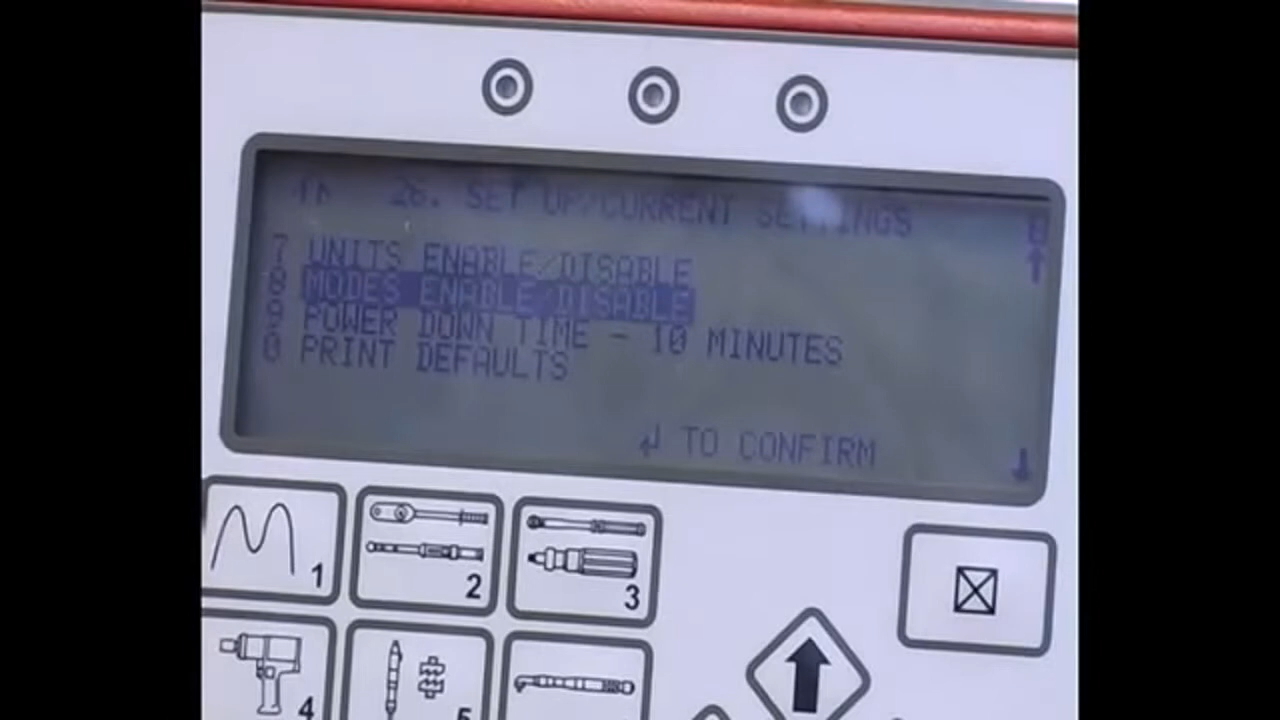 26. SET UP/CURRENT SETTINGS
7 UNITS ENABLE/DISABLE
8 MODES ENABLE/DISABLE
9 POWER DOWN TIME - 10 MINUTES
0 PRINT DEFAULTS
↲ TO CONFIRM
1
2
3
4
5